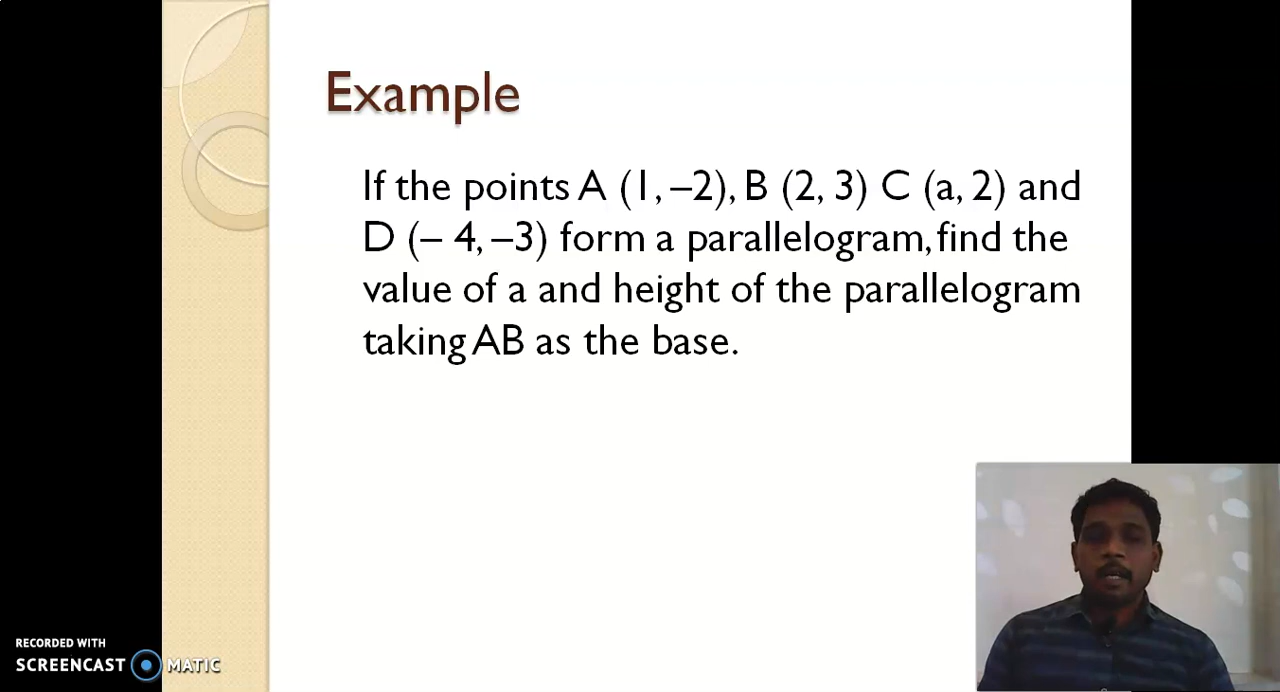 Example
If the points A (1, –2), B (2, 3) C (a, 2) and
D (– 4, –3) form a parallelogram, find the
value of a and height of the parallelogram
taking AB as the base.
RECORDED WITH
SCREENCAST MATIC